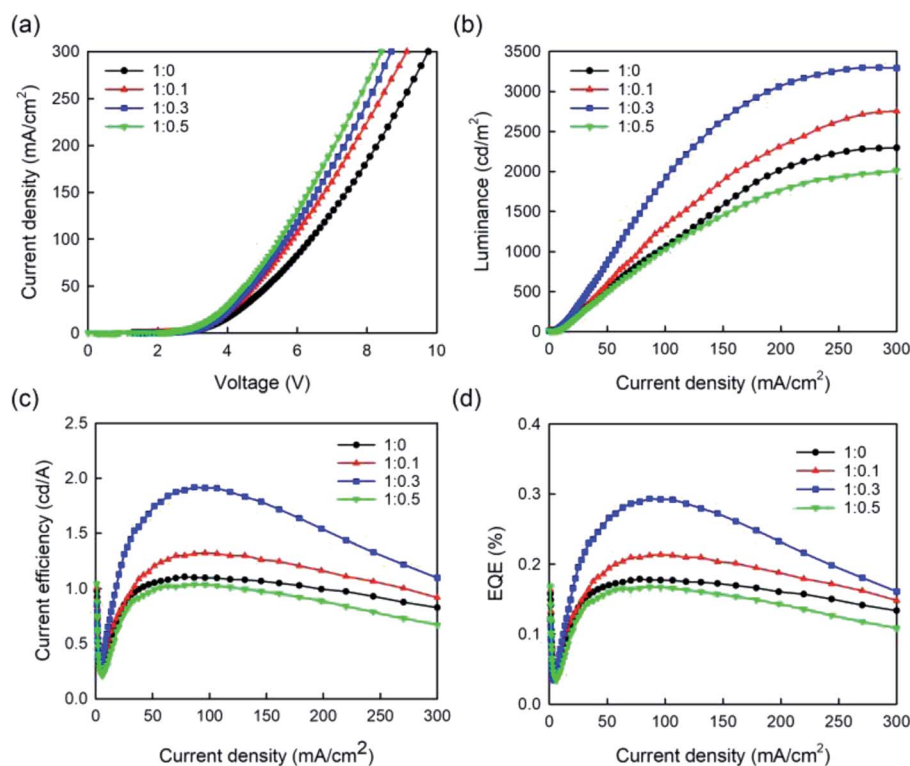 (a)
300
250
200
150
100
50
0
Current density (mA/cm²)
1:0
1:0.1
1:0.3
1:0.5
0 2 4 6 8 10
Voltage (V)
(b)
3500
3000
2500
2000
1500
1000
500
0
Luminance (cd/m²)
1:0
1:0.1
1:0.3
1:0.5
0 50 100 150 200 250 300
Current density (mA/cm²)
(c)
2.5
2.0
1.5
1.0
0.5
0.0
Current efficiency (cd/A)
1:0
1:0.1
1:0.3
1:0.5
0 50 100 150 200 250 300
Current density (mA/cm²)
(d)
0.4
0.3
0.2
0.1
0.0
EQE (%)
1:0
1:0.1
1:0.3
1:0.5
0 50 100 150 200 250 300
Current density (mA/cm²)